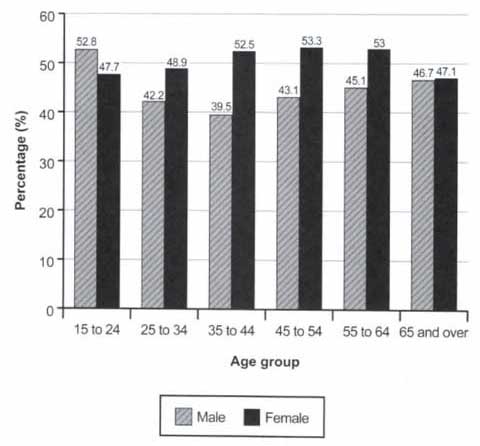 Percentage (%)
60
50
40
30
20
10
0
52.8
47.7
42.2
48.9
39.5
52.5
43.1
53.3
45.1
53
46.7
47.1
15 to 24
25 to 34
35 to 44
45 to 54
55 to 64
65 and over
Age group
Male
Female